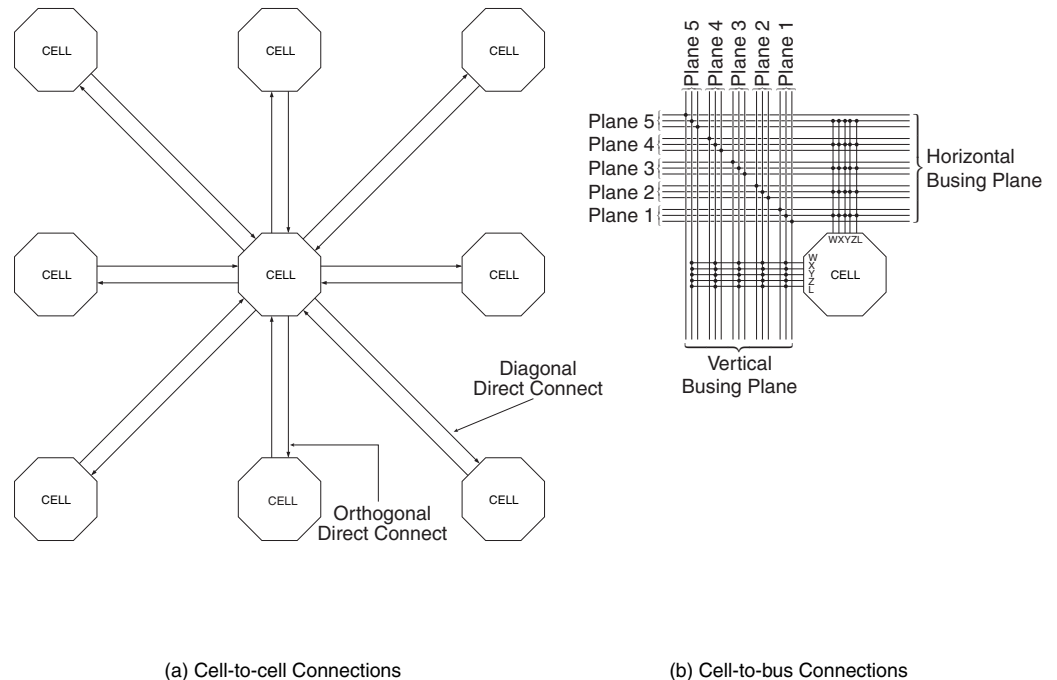 CELL
CELL
CELL
CELL
CELL
CELL
CELL
CELL
CELL
Diagonal
Direct Connect
Orthogonal
Direct Connect
(a) Cell-to-cell Connections
Plane 5
Plane 4
Plane 3
Plane 2
Plane 1
Plane 5
Plane 4
Plane 3
Plane 2
Plane 1
Horizontal
Busing Plane
WXYZL
W
X
Y
Z
L
CELL
Vertical
Busing Plane
(b) Cell-to-bus Connections